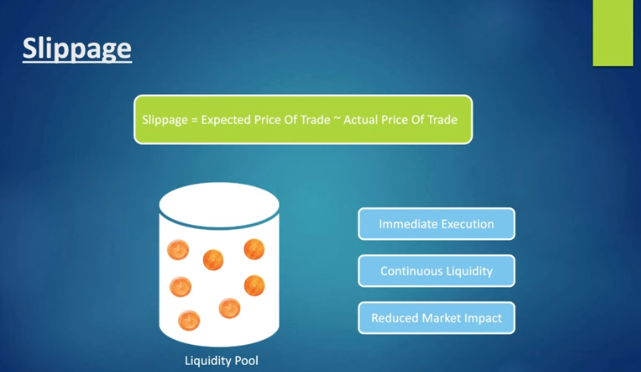 Slippage
Slippage = Expected Price Of Trade ~ Actual Price Of Trade
Immediate Execution
Continuous Liquidity
Reduced Market Impact
Liquidity Pool